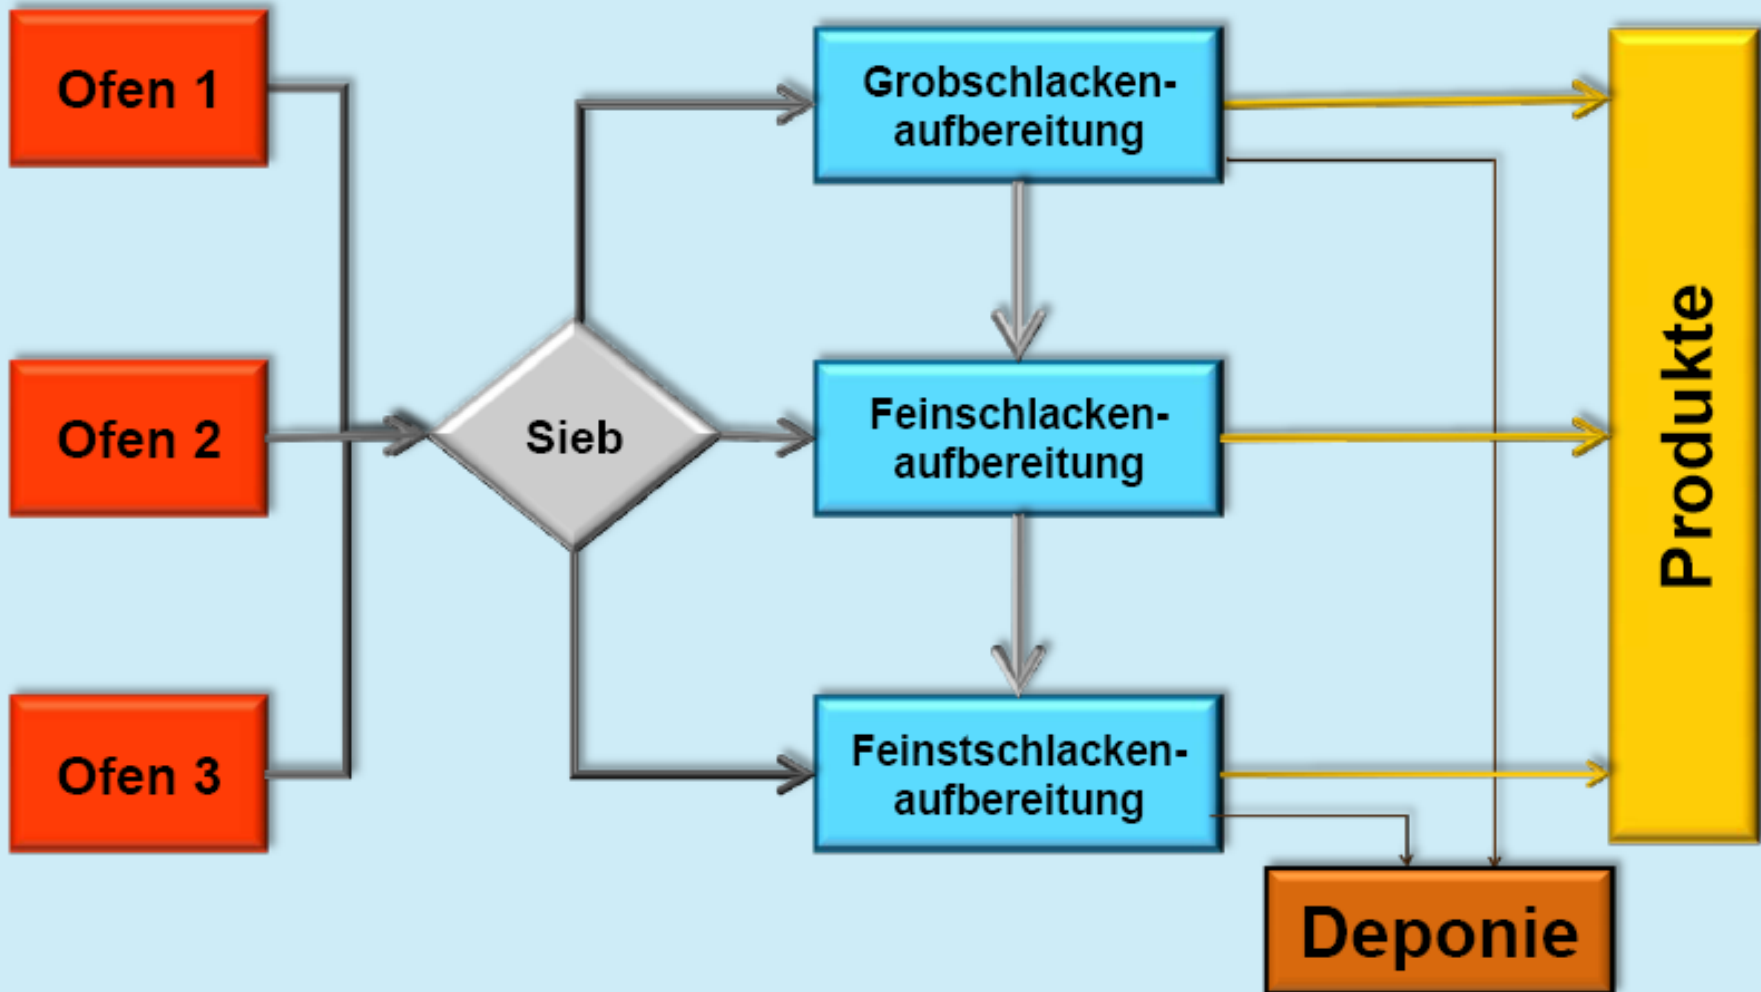 Ofen 1
Ofen 2
Ofen 3
Sieb
Grobschlacken-
aufbereitung
Feinschlacken-
aufbereitung
Feinstschlacken-
aufbereitung
Produkte
Deponie